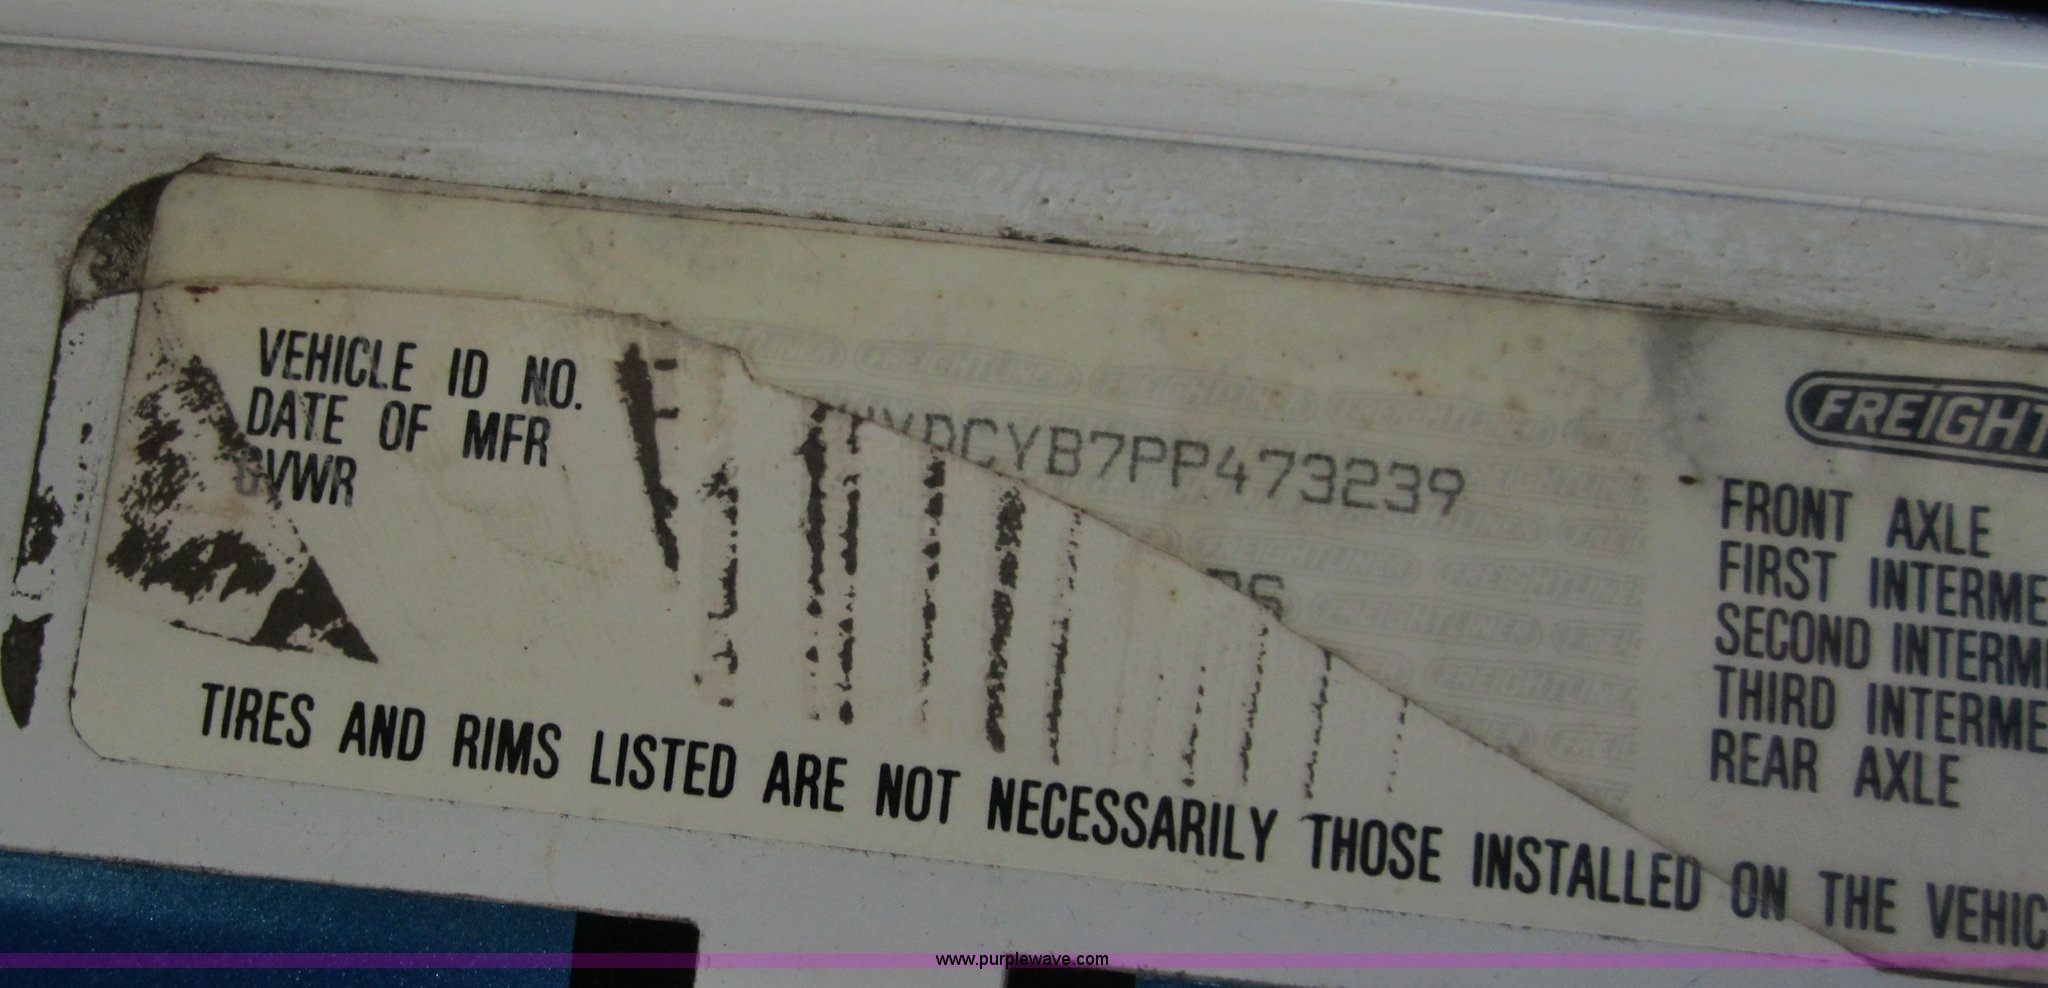 VEHICLE ID NO.
DATE OF MFR
GVWR
YDCYB7PP473239
FREIGHT
FRONT AXLE
FIRST INTERME
SECOND INTERM
THIRD INTERME
REAR AXLE
TIRES AND RIMS LISTED ARE NOT NECESSARILY THOSE INSTALLED ON THE VEHIC
www.purplewave.com